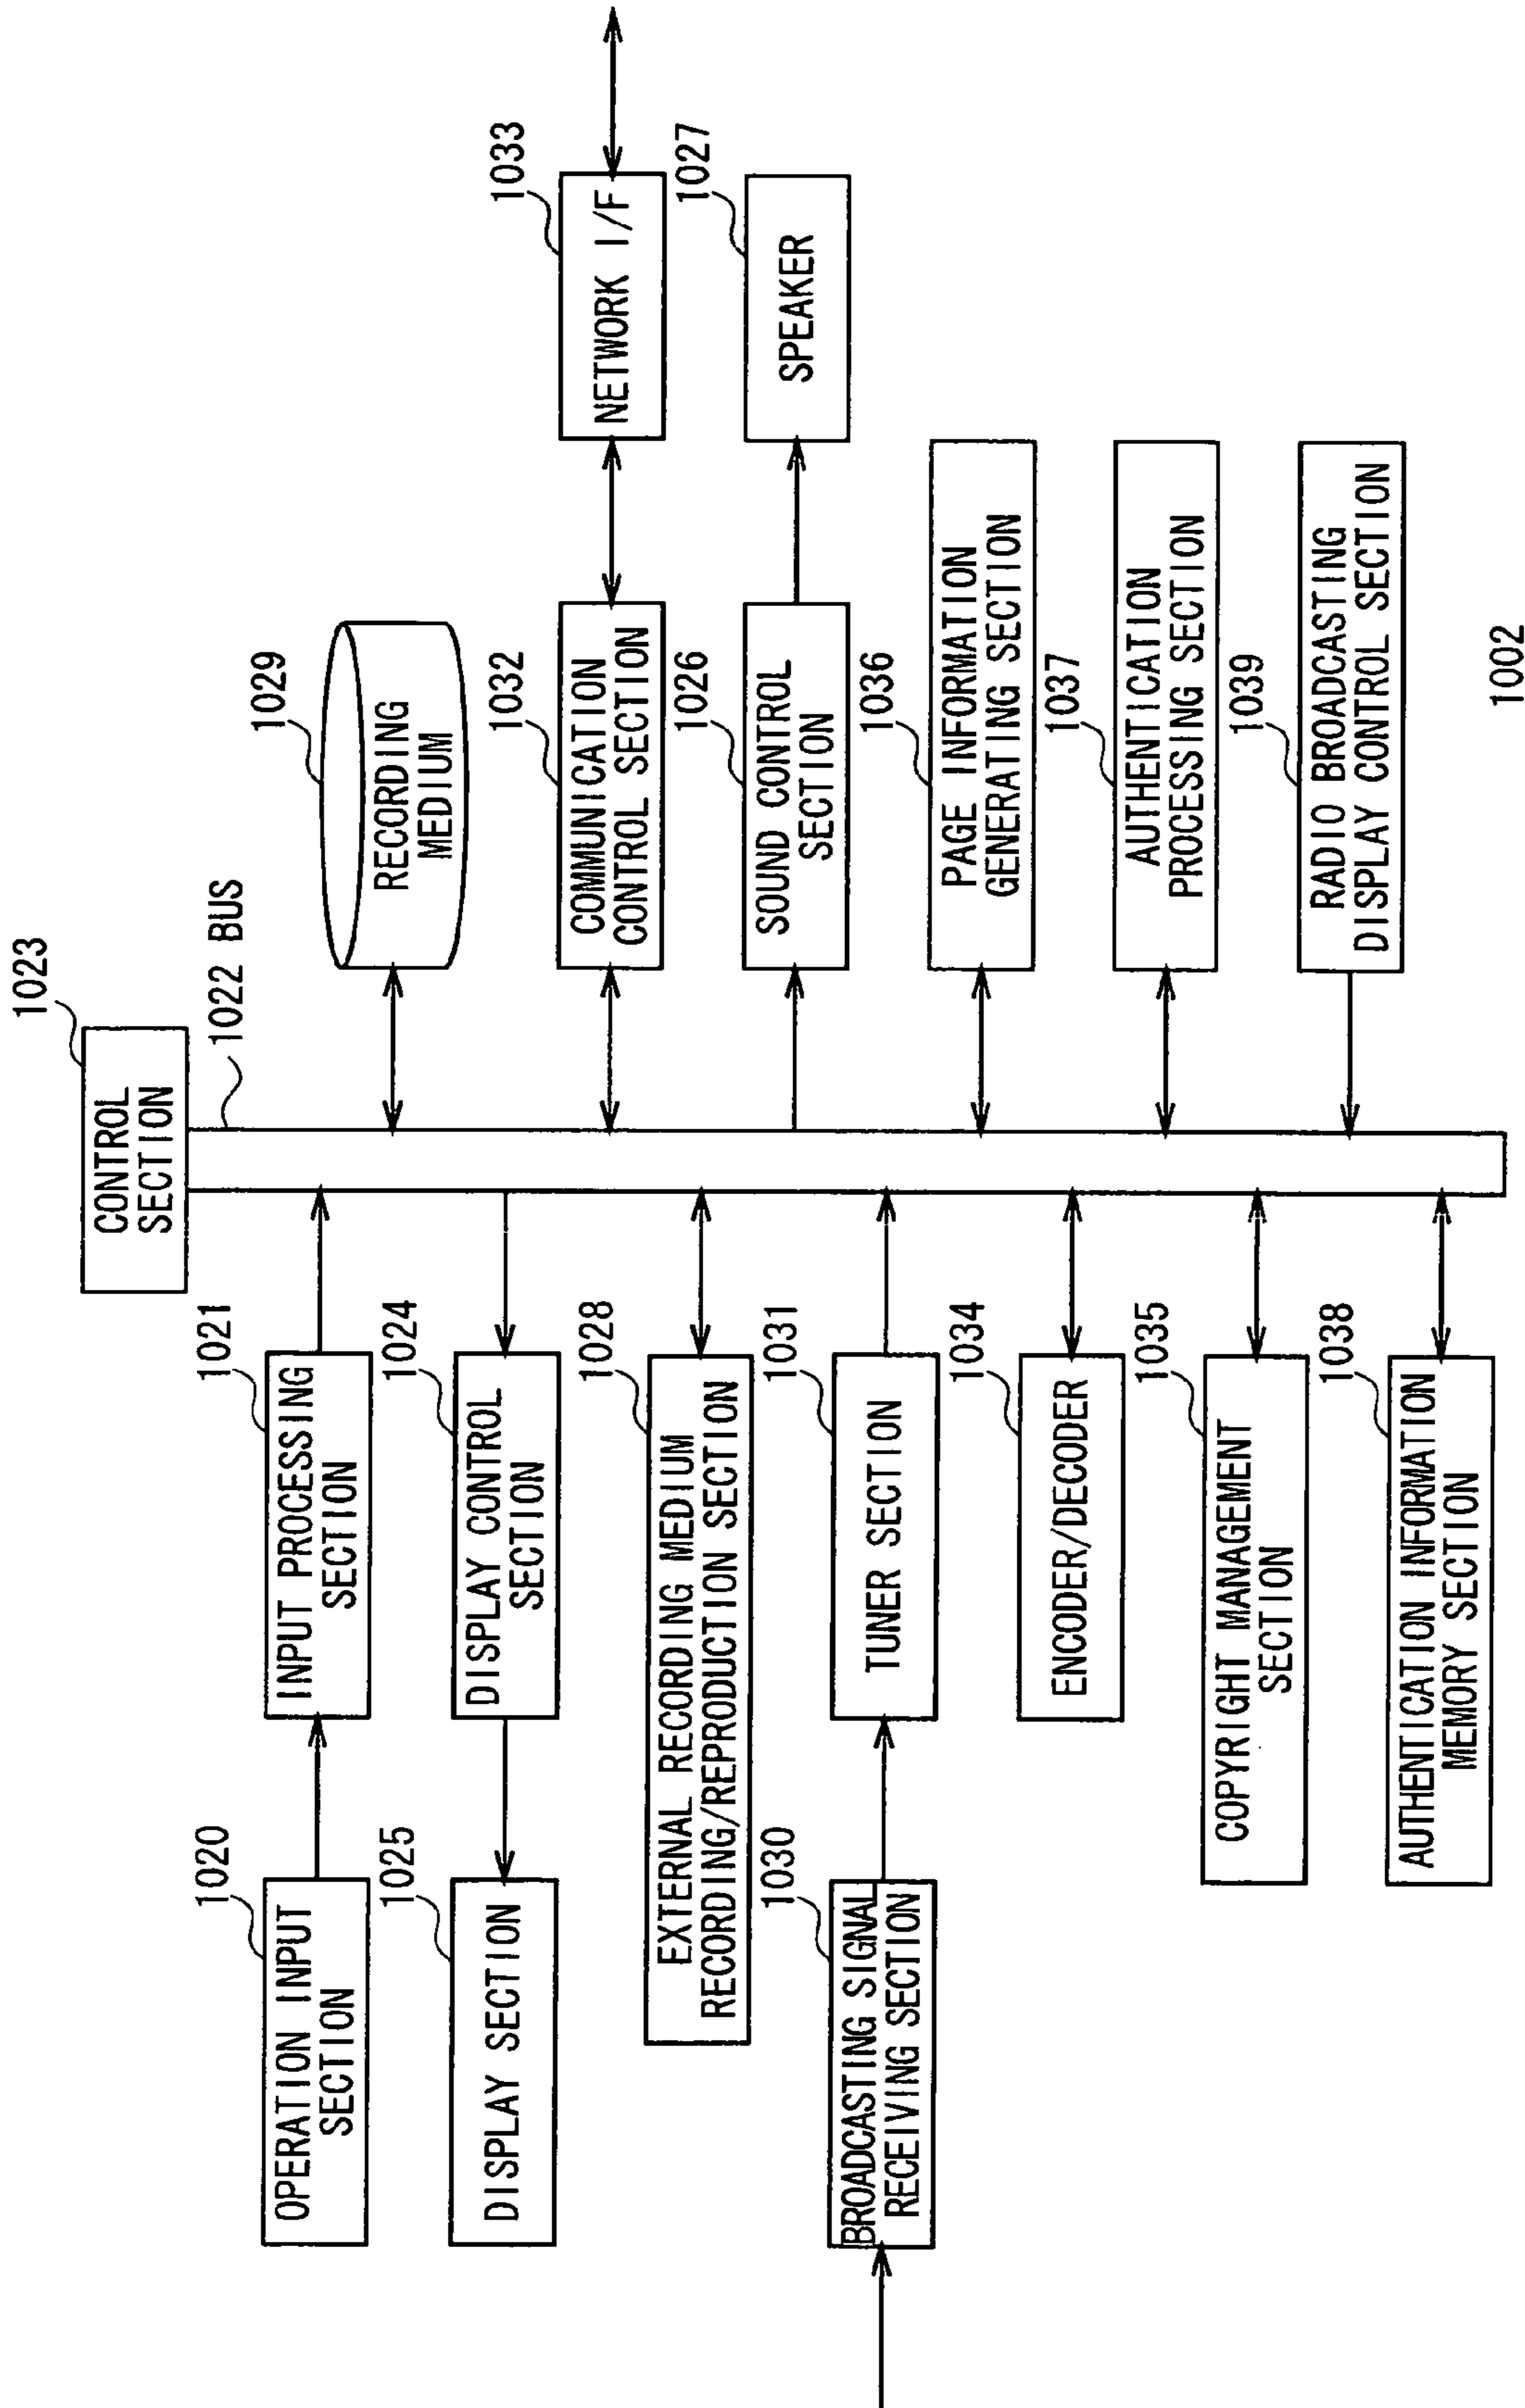 1023
CONTROL
SECTION
1022 BUS
1020
OPERATION INPUT
SECTION
1021
INPUT PROCESSING
SECTION
1029
RECORDING
MEDIUM
1025
DISPLAY SECTION
1024
DISPLAY CONTROL
SECTION
1032
COMMUNICATION
CONTROL SECTION
1033
NETWORK I/F
1028
EXTERNAL RECORDING MEDIUM
RECORDING/REPRODUCTION SECTION
1026
SOUND CONTROL
SECTION
1027
SPEAKER
1030
BROADCASTING SIGNAL
RECEIVING SECTION
1031
TUNER SECTION
1036
PAGE INFORMATION
GENERATING SECTION
1034
ENCODER/DECODER
1037
AUTHENTICATION
PROCESSING SECTION
1035
COPYRIGHT MANAGEMENT
SECTION
1039
RADIO BROADCASTING
DISPLAY CONTROL SECTION
1038
AUTHENTICATION INFORMATION
MEMORY SECTION
1002